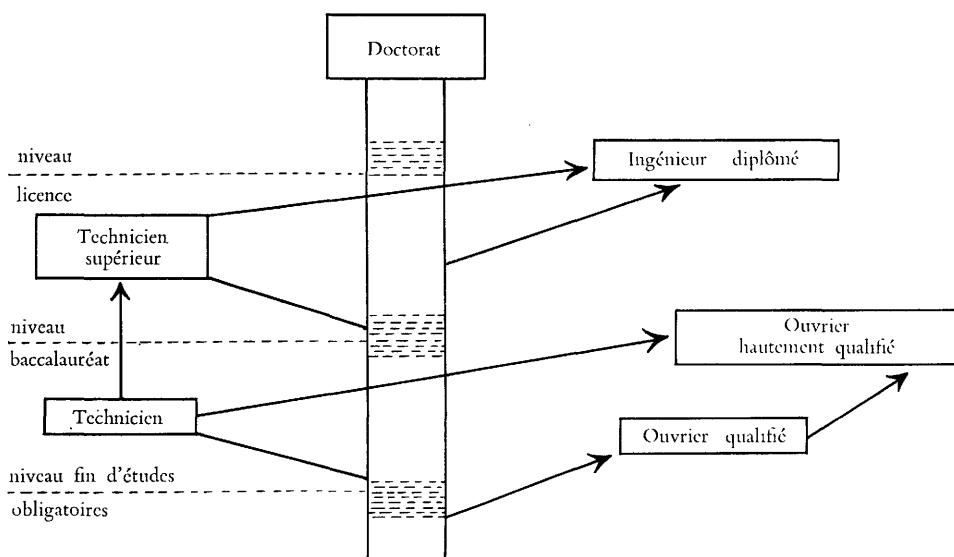 Doctorat
niveau
licence
Ingénieur diplômé
Technicien
supérieur
niveau
baccalauréat
Ouvrier
hautement qualifié
Technicien
Ouvrier qualifié
niveau fin d'études
obligatoires